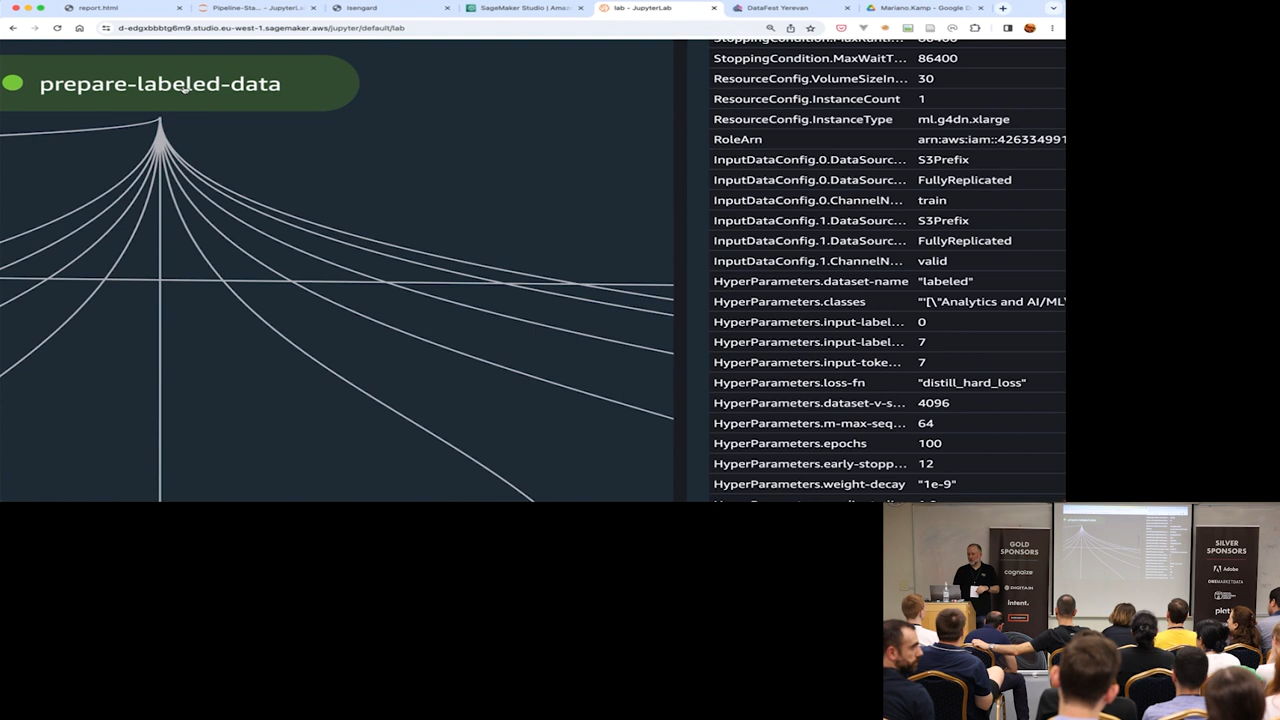 report.html
Pipeline-Sta... - JupyterLa
Isengard
SageMaker Studio | Amaz
lab - JupyterLab
DataFest Yerevan
Mariano.Kamp - Google D
d-edgxbbbtg6m9.studio.eu-west-1.sagemaker.aws/jupyter/default/lab
prepare-labeled-data
StoppingCondition.MaxWaitT... 86400
ResourceConfig.VolumeSizeIn... 30
ResourceConfig.InstanceCount 1
ResourceConfig.InstanceType ml.g4dn.xlarge
RoleArn arn:aws:iam::426334991
InputDataConfig.0.DataSourc... S3Prefix
InputDataConfig.0.DataSourc... FullyReplicated
InputDataConfig.0.ChannelN... train
InputDataConfig.1.DataSourc... S3Prefix
InputDataConfig.1.DataSourc... FullyReplicated
InputDataConfig.1.ChannelN... valid
HyperParameters.dataset-name "labeled"
HyperParameters.classes "'[\"Analytics and AI/ML\
HyperParameters.input-label... 0
HyperParameters.input-label... 7
HyperParameters.input-toke... 7
HyperParameters.loss-fn "distill_hard_loss"
HyperParameters.dataset-v-s... 4096
HyperParameters.m-max-seq... 64
HyperParameters.epochs 100
HyperParameters.early-stopp... 12
HyperParameters.weight-decay "1e-9"
GOLD
SPONSORS
cognaize
DIGITAIN
intent.
SILVER
SPONSORS
Adobe
ONEMARKETDATA
plat